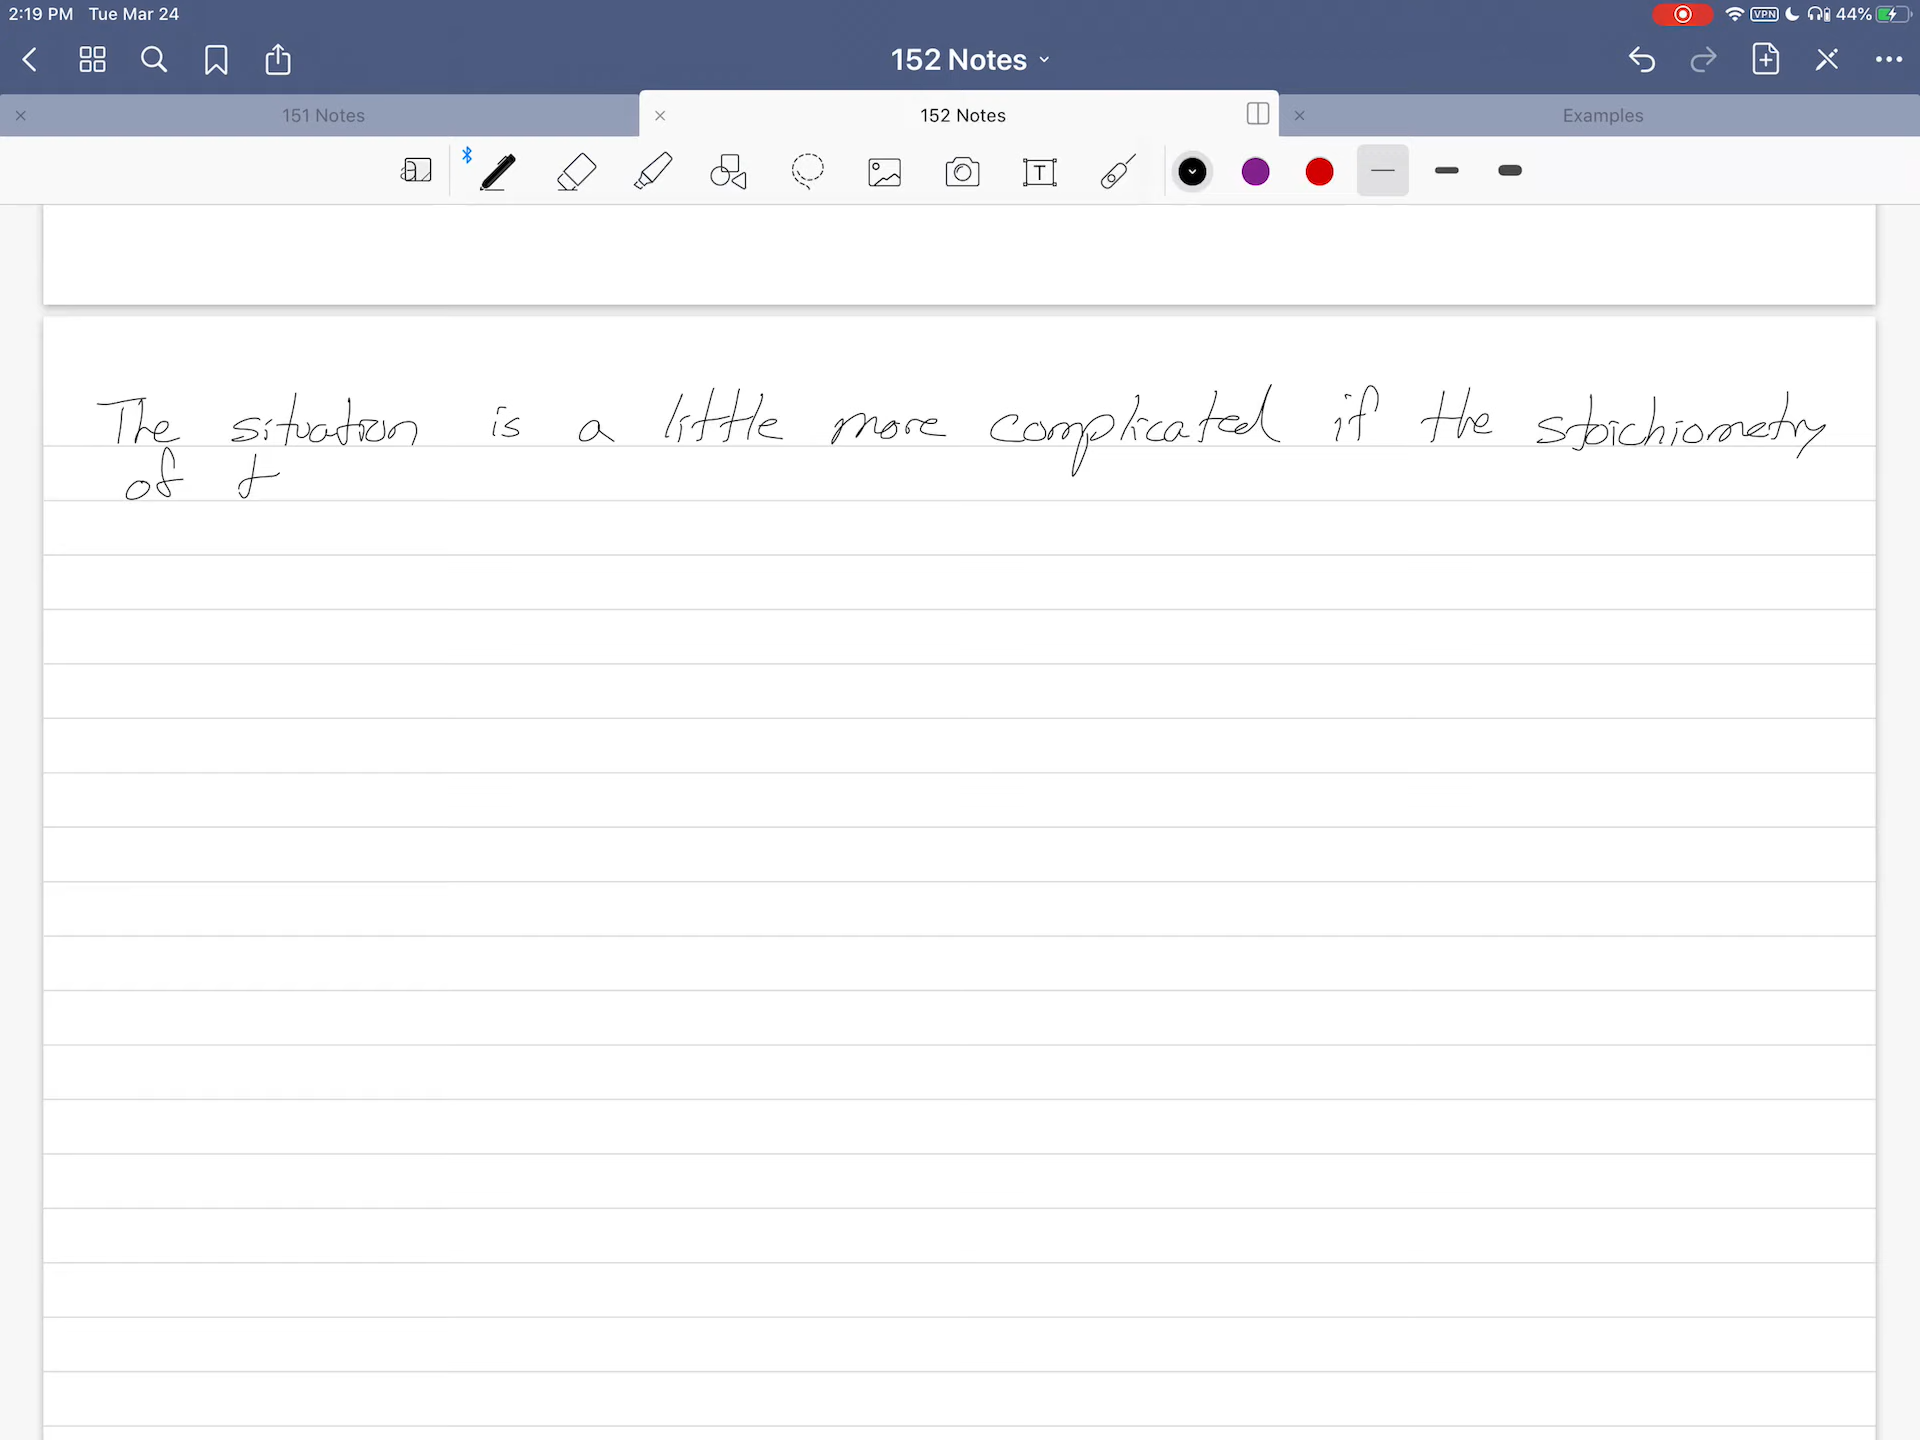 2:19 PM Tue Mar 24
VPN 44%
152 Notes
151 Notes
152 Notes
Examples
T
The situation is a little more complicated if the stoichiometry
of t